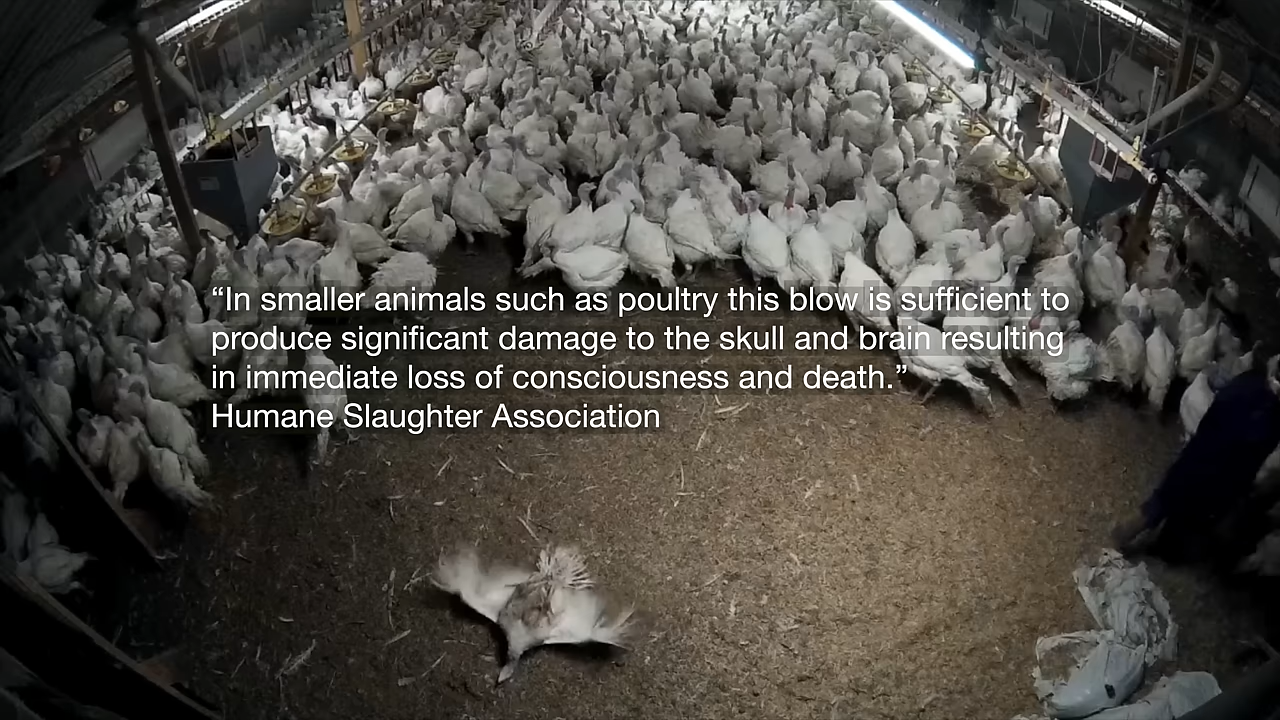 “In smaller animals such as poultry this blow is sufficient to
produce significant damage to the skull and brain resulting
in immediate loss of consciousness and death.”
Humane Slaughter Association